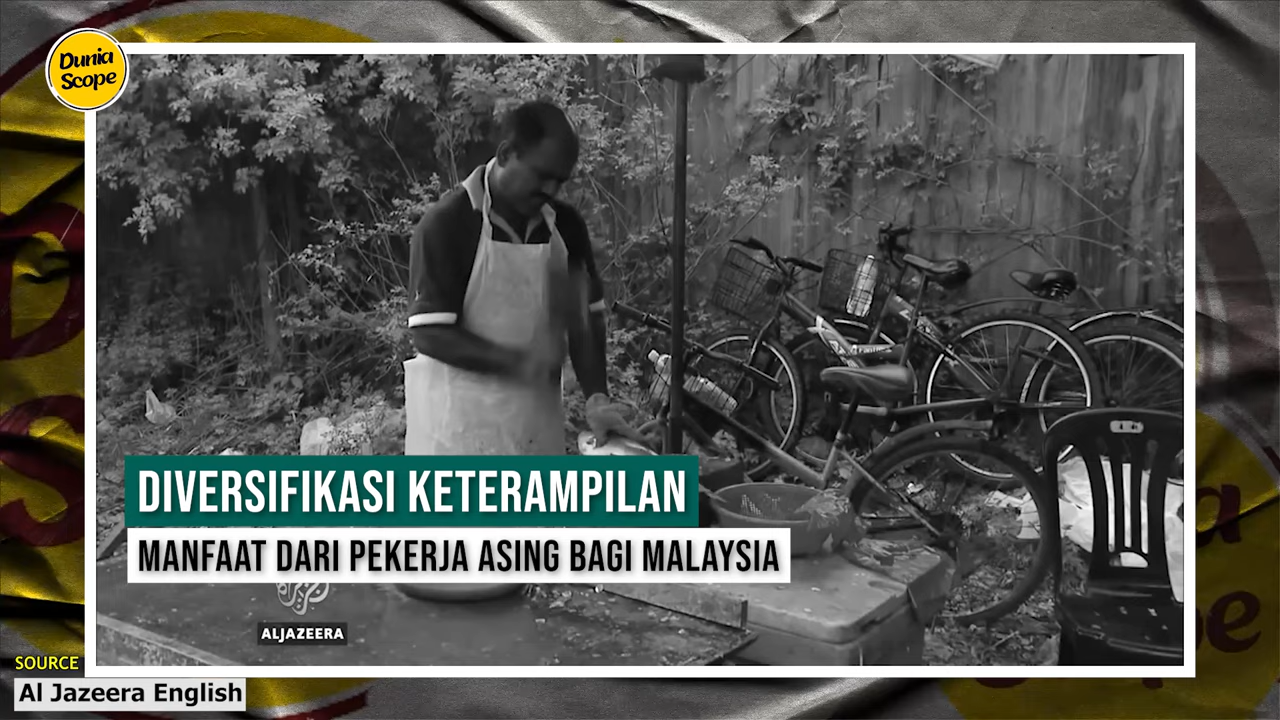 Dunia
Scope
DIVERSIFIKASI KETERAMPILAN
MANFAAT DARI PEKERJA ASING BAGI MALAYSIA
ALJAZEERA
SOURCE
Al Jazeera English